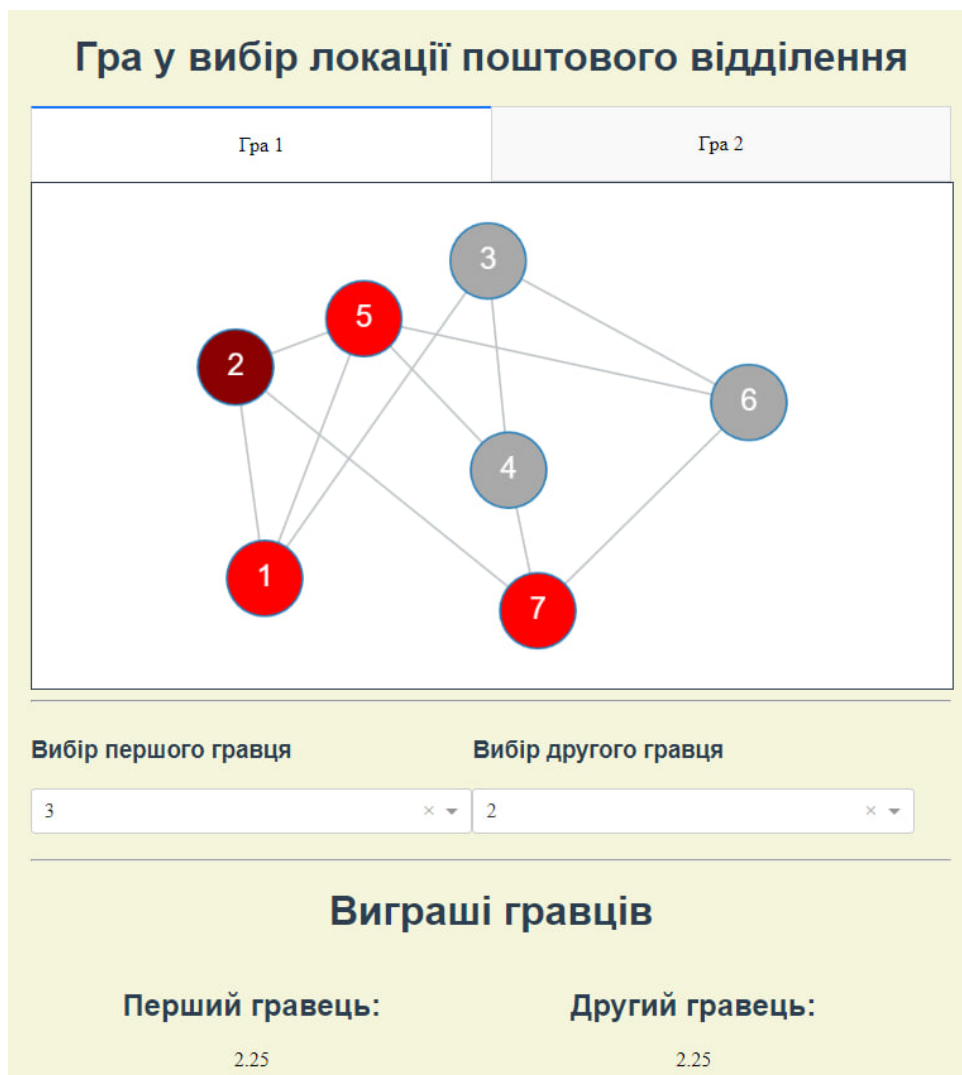 Гра у вибір локації поштового відділення
Гра 1
Гра 2
3
5
2
6
4
1
7
Вибір першого гравця
Вибір другого гравця
3
2
Виграші гравців
Перший гравець:
Другий гравець:
2.25
2.25